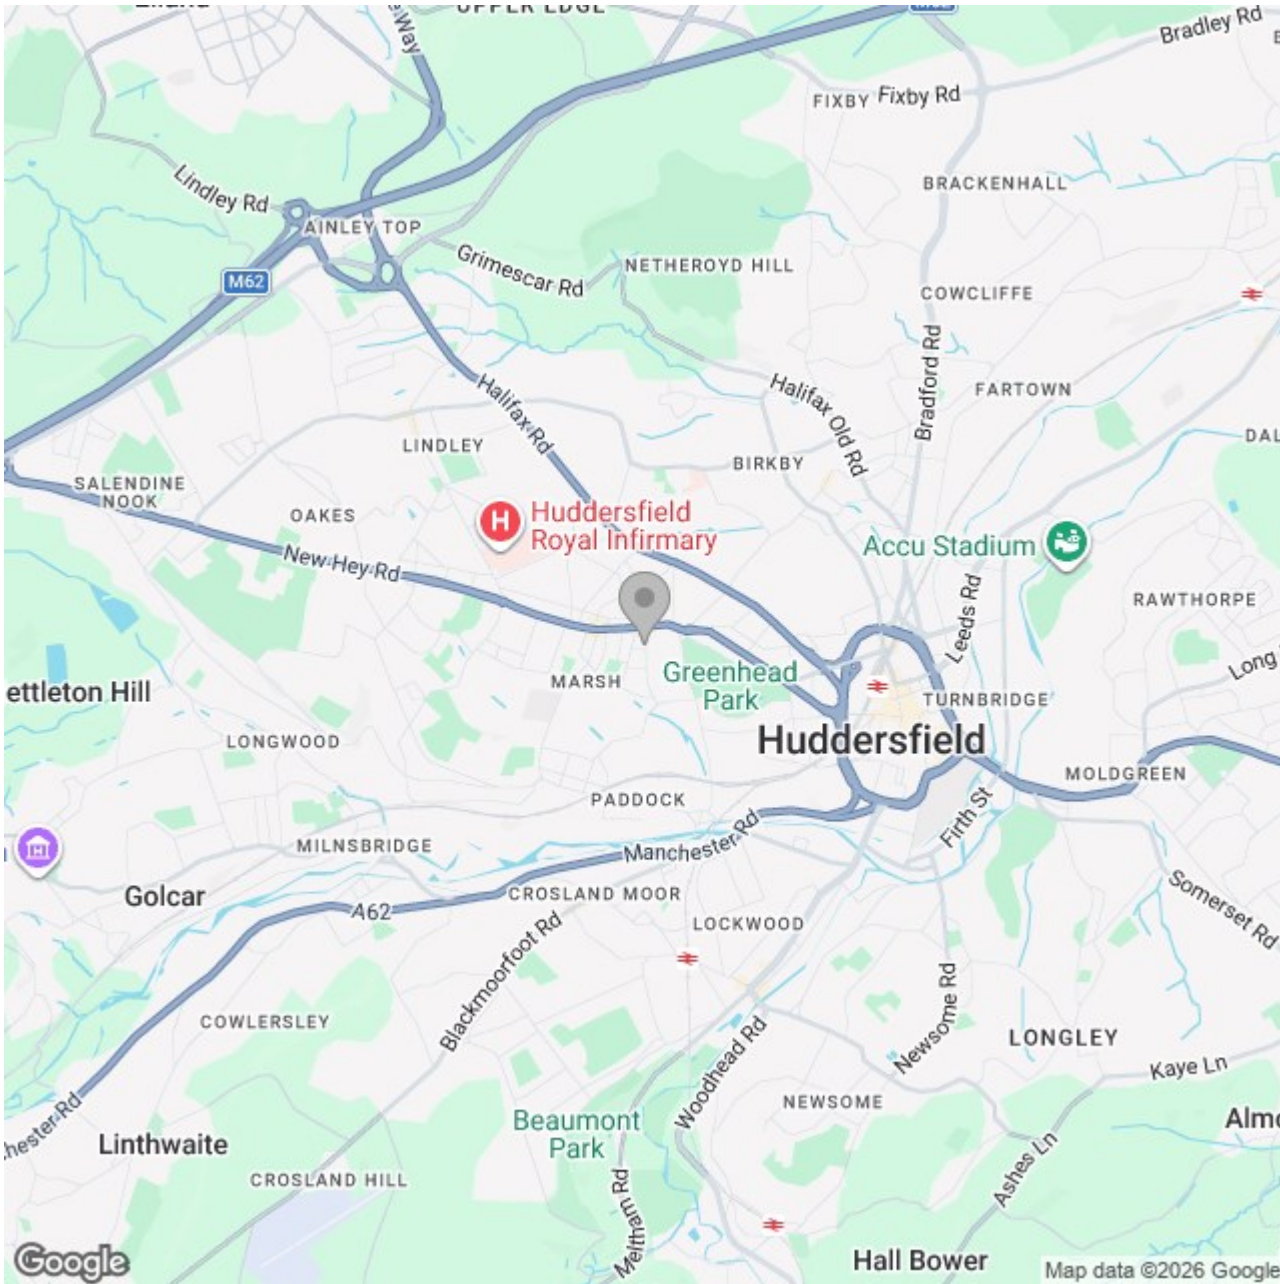 UPPER EDGE
Bradley Rd
FIXBY
Fixby Rd
Lindley Rd
BRACKENHALL
AINLEY TOP
Grimescar Rd
NETHEROYD HILL
M62
COWCLIFFE
Halifax Rd
Halifax Old Rd
Bradford Rd
FARTOWN
LINDLEY
BIRKBY
SALENDINE
NOOK
OAKES
H
Huddersfield
Royal Infirmary
New Hey Rd
Accu Stadium
Leeds Rd
RAWTHORPE
Long
Greenhead
Park
MARSH
ettleton Hill
TURNBRIDGE
LONGWOOD
Huddersfield
MOLDGREEN
PADDOCK
Firth St
MILNSBRIDGE
Manchester Rd
Golcar
CROSLAND MOOR
A62
Somerset Rd
LOCKWOOD
Blackmoorfoot Rd
Newsome Rd
COWLERSLEY
LONGLEY
Woodhead Rd
Kaye Ln
NEWSOME
Beaumont
Park
Almo
chester Rd
Linthwaite
Ashes Ln
CROSLAND HILL
Meltham Rd
Hall Bower
Google
Map data ©2026 Google